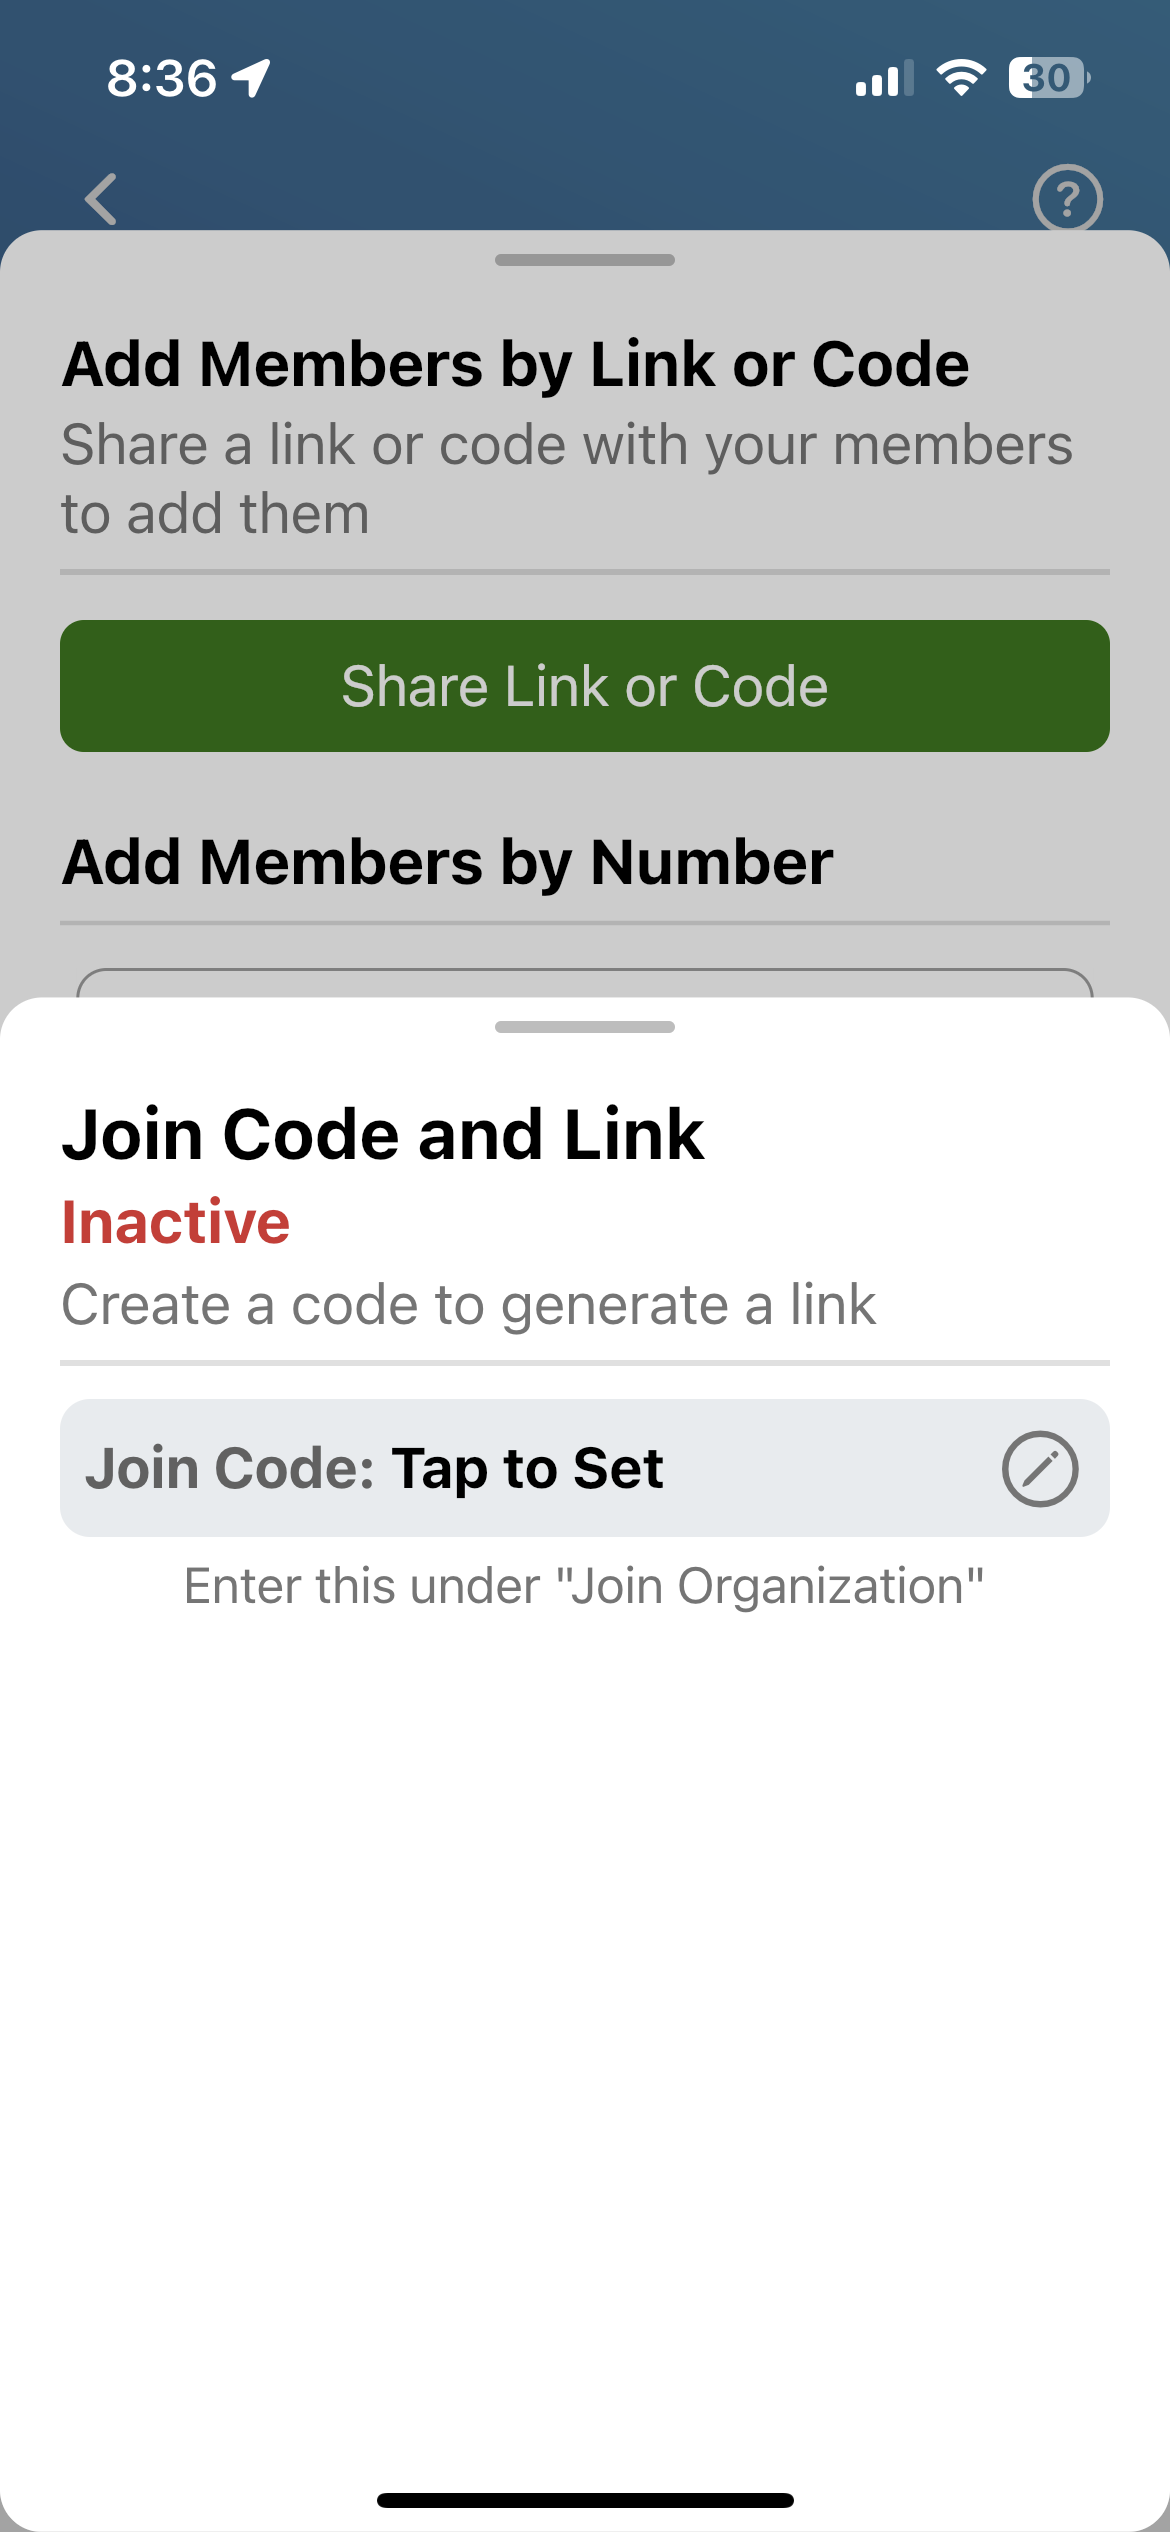 8:36
30
?
Add Members by Link or Code
Share a link or code with your members
to add them
Share Link or Code
Add Members by Number
Join Code and Link
Inactive
Create a code to generate a link
Join Code: Tap to Set
Enter this under "Join Organization"